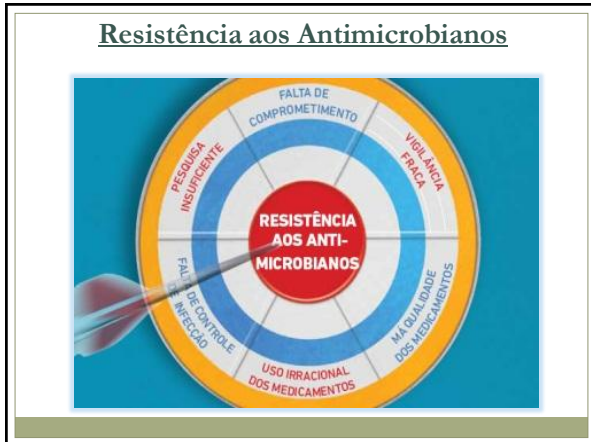 Resistência aos Antimicrobianos
FALTA DE
COMPROMETIMENTO
VIGILÂNCIA
FRACA
MÁ QUALIDADE
DOS MEDICAMENTOS
USO IRRACIONAL
DOS MEDICAMENTOS
FALTA DE CONTROLE
DE INFECÇÃO
PESQUISA
INSUFICIENTE
RESISTÊNCIA
AOS ANTI-
MICROBIANOS